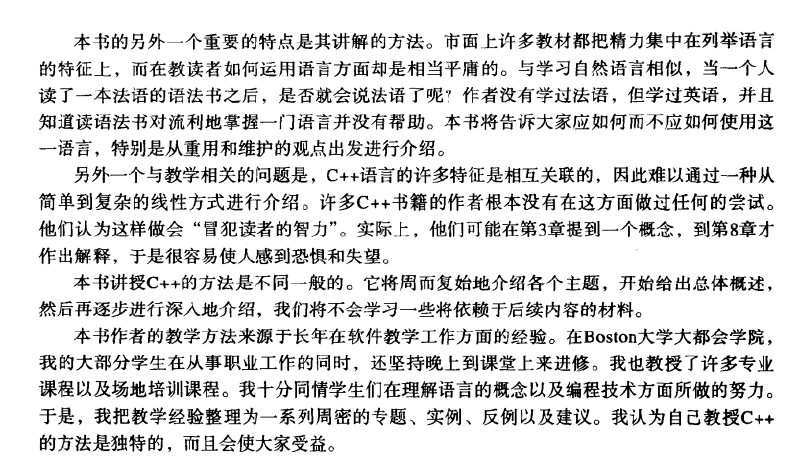 本书的另外一个重要的特点是其讲解的方法。市面上许多教材都把精力集中在列举语言
的特征上，而在教读者如何运用语言方面却是相当平庸的。与学习自然语言相似，当一个人
读了一本法语的语法书之后，是否就会说法语了呢？作者没有学过法语，但学过英语，并且
知道读语法书对流利地掌握一门语言并没有帮助。本书将告诉大家应如何而不应如何使用这
一语言，特别是从重用和维护的观点出发进行介绍。
另外一个与教学相关的问题是，C++语言的许多特征是相互关联的，因此难以通过一种从
简单到复杂的线性方式进行介绍。许多C++书籍的作者根本没有在这方面做过任何的尝试。
他们认为这样做会“冒犯读者的智力”。实际上，他们可能在第3章提到一个概念，到第8章才
作出解释，于是很容易使人感到恐惧和失望。
本书讲授C++的方法是不同一般的。它将周而复始地介绍各个主题，开始给出总体概述，
然后再逐步进行深入地介绍，我们将不会学习一些将依赖于后续内容的材料。
本书作者的教学方法来源于长年在软件教学工作方面的经验。在Boston大学大都会学院，
我的大部分学生在从事职业工作的同时，还坚持晚上到课堂上来进修。我也教授了许多专业
课程以及场地培训课程。我十分同情学生们在理解语言的概念以及编程技术方面所做的努力。
于是，我把教学经验整理为一系列周密的专题、实例、反例以及建议。我认为自己教授C++
的方法是独特的，而且会使大家受益。